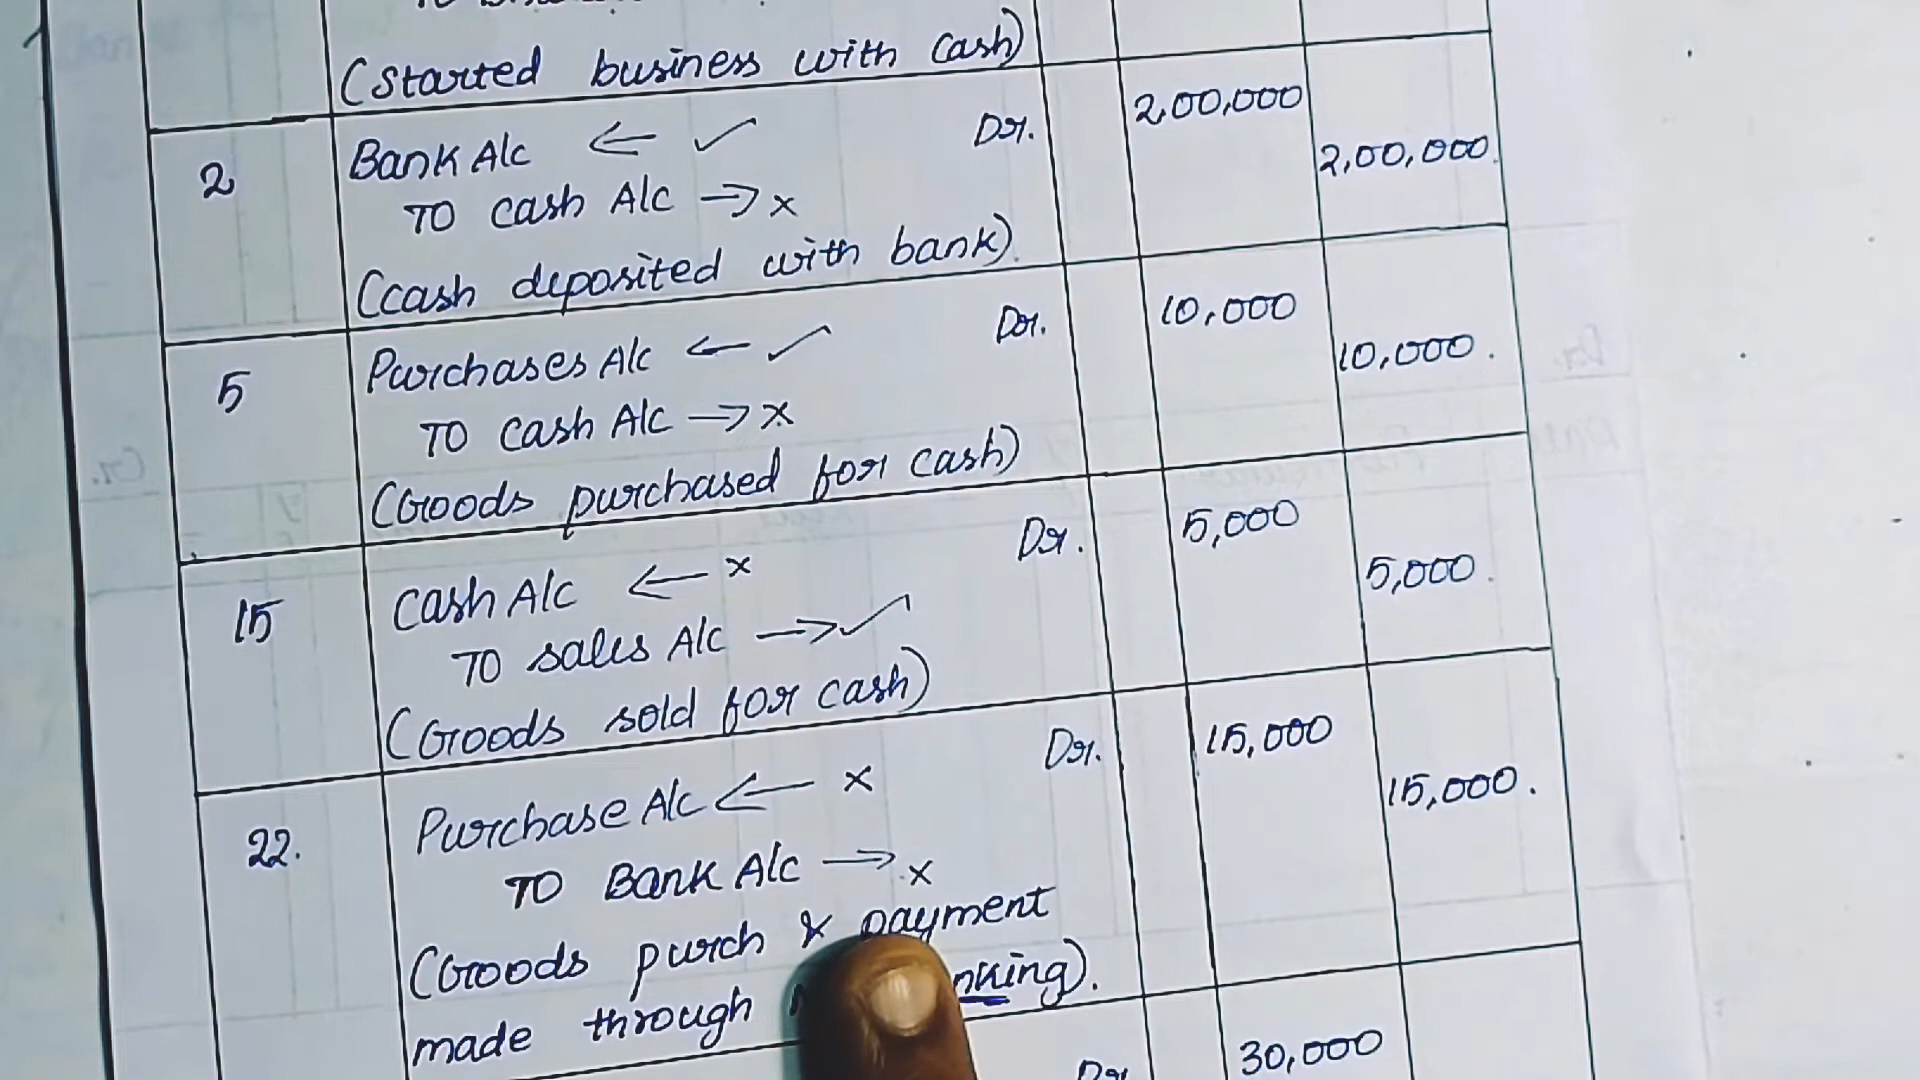 (Started business with cash)
2 Bank A/c ← ✓ Dr. 2,00,000
TO cash A/c → x 2,00,000.
(cash deposited with bank).
5 Purchases A/c ← ✓ Dr. 10,000
TO cash A/c → x 10,000.
(Goods purchased for cash)
15 cash A/c ← x Dr. 5,000
TO sales A/c → ✓ 5,000.
(Goods sold for cash)
22. Purchase A/c ← x Dr. 15,000
TO Bank A/c → x 15,000.
(Goods purch & payment
made through nking).
Dr 30,000